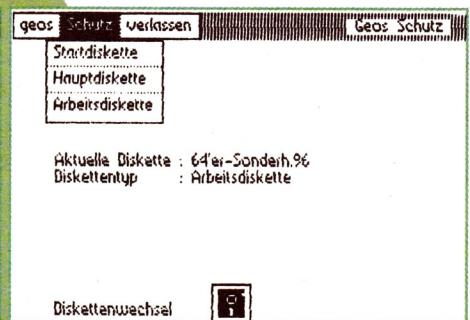 geos Schutz verlassen Geos Schutz
Startdiskette
Hauptdiskette
Arbeitsdiskette
Aktuelle Diskette : 64'er-Sonderh.96
Diskettentyp : Arbeitsdiskette
Diskettenwechsel